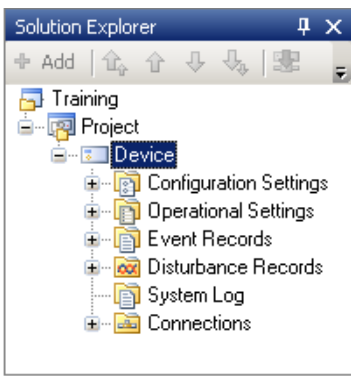 Solution Explorer
Add
Training
Project
Device
Configuration Settings
Operational Settings
Event Records
Disturbance Records
System Log
Connections